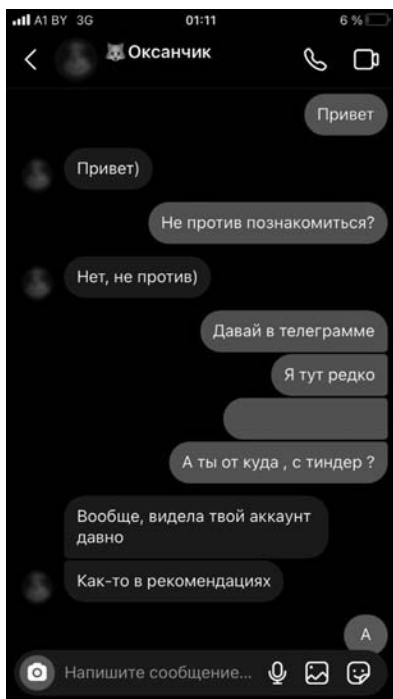 A1 BY 3G 01:11 6 %
🐺Оксанчик
Привет
Привет)
Не против познакомиться?
Нет, не против)
Давай в телеграмме
Я тут редко
А ты от куда , с тиндер ?
Вообще, видела твой аккаунт
давно
Как-то в рекомендациях
А
Напишите сообщение...